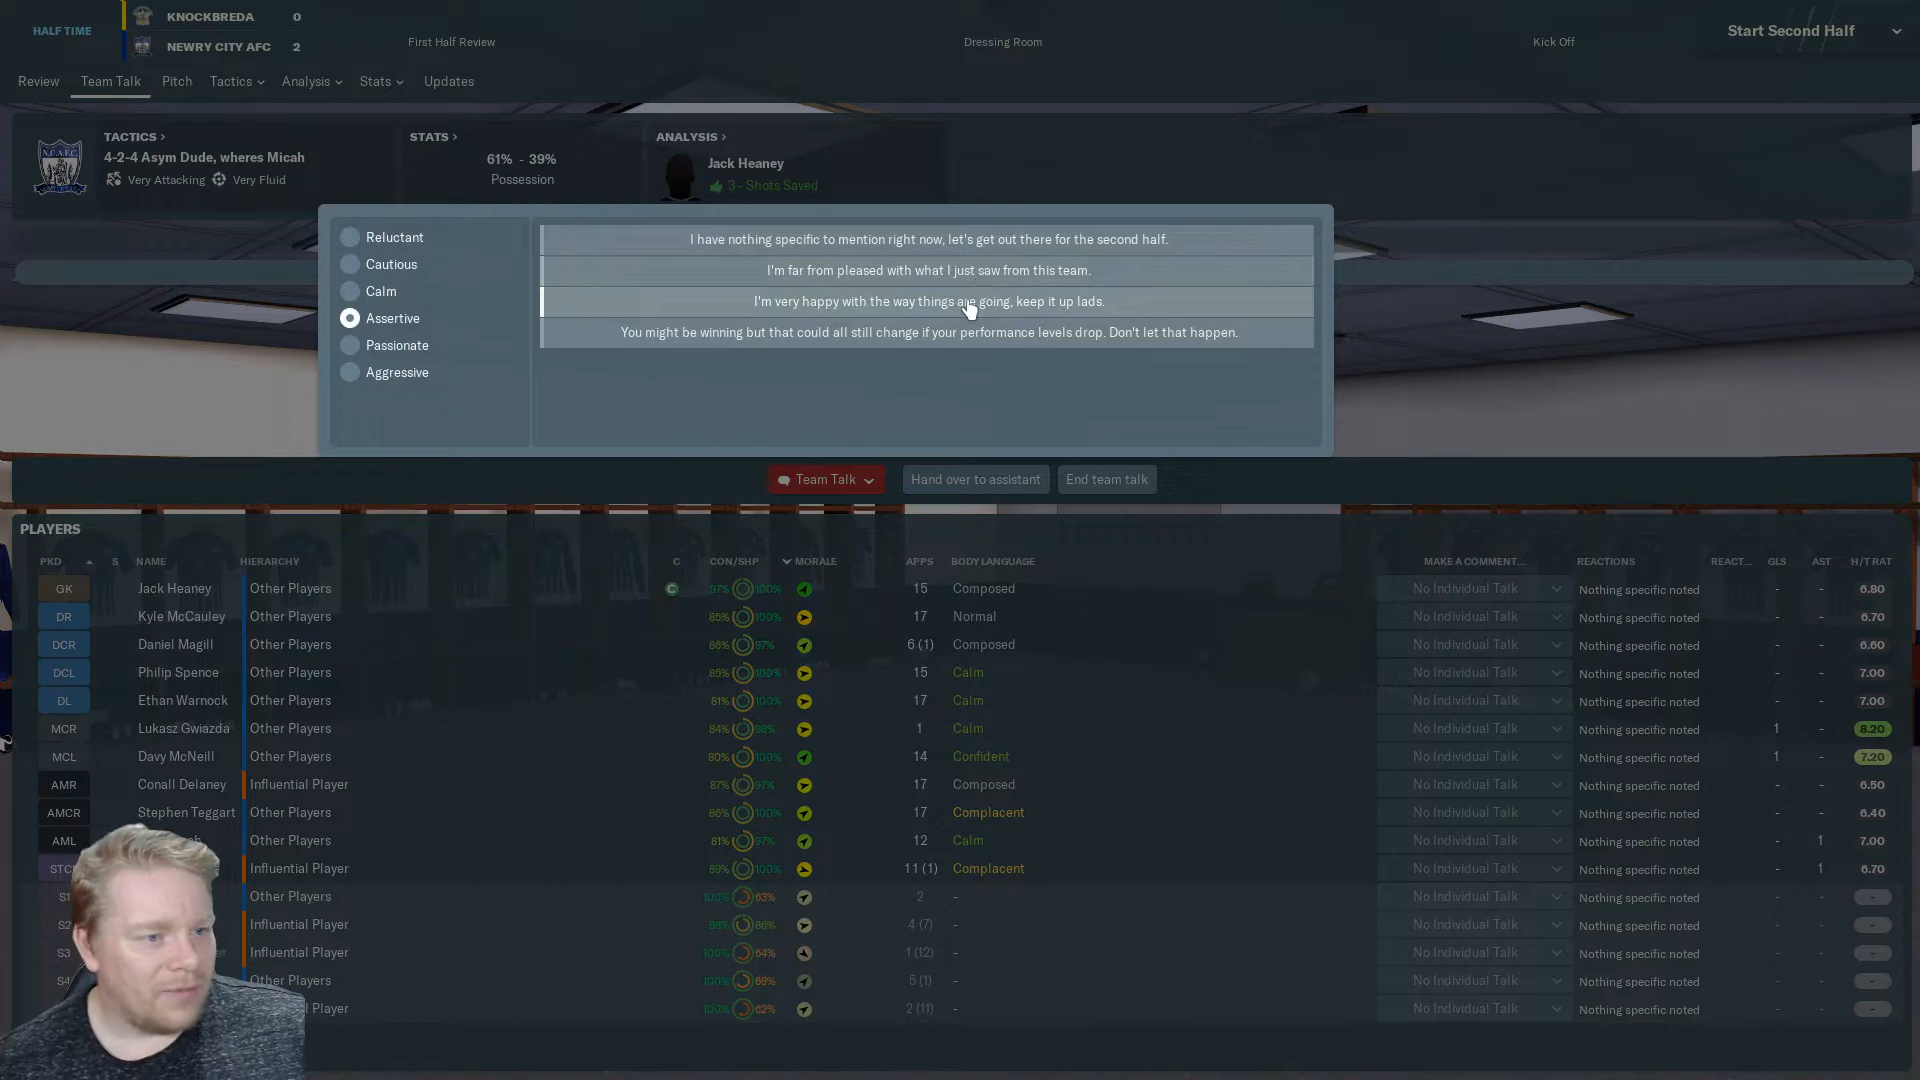 HALF TIME
KNOCKBREDA 0
NEWRY CITY AFC 2
First Half Review
Dressing Room
Kick Off
Start Second Half
Review Team Talk Pitch Tactics Analysis Stats Updates
TACTICS >
4-2-4 Asym Dude, wheres Micah
Very Attacking Very Fluid
STATS >
61% - 39%
Possession
ANALYSIS >
Jack Heaney
3 - Shots Saved
Reluctant
Cautious
Calm
Assertive
Passionate
Aggressive
I have nothing specific to mention right now, let's get out there for the second half.
I'm far from pleased with what I just saw from this team.
I'm very happy with the way things are going, keep it up lads.
You might be winning but that could all still change if your performance levels drop. Don't let that happen.
Team Talk Hand over to assistant End team talk
PLAYERS
PKD S NAME HIERARCHY C CON/SHP MORALE APPS BODY LANGUAGE MAKE A COMMENT... REACTIONS REACT... GLS AST H/T RAT
GK Jack Heaney Other Players C 97% 100% 15 Composed No Individual Talk Nothing specific noted - - 6.80
DR Kyle McCauley Other Players 85% 100% 17 Normal No Individual Talk Nothing specific noted - - 6.70
DCR Daniel Magill Other Players 86% 97% 6 (1) Composed No Individual Talk Nothing specific noted - - 6.60
DCL Philip Spence Other Players 85% 100% 15 Calm No Individual Talk Nothing specific noted - - 7.00
DL Ethan Warnock Other Players 81% 100% 17 Calm No Individual Talk Nothing specific noted - - 7.00
MCR Lukasz Gwiazda Other Players 84% 98% 1 Calm No Individual Talk Nothing specific noted 1 - 8.20
MCL Davy McNeill Other Players 80% 100% 14 Confident No Individual Talk Nothing specific noted 1 - 7.20
AMR Conall Delaney Influential Player 87% 97% 17 Composed No Individual Talk Nothing specific noted - - 6.50
AMCR Stephen Teggart Other Players 86% 100% 17 Complacent No Individual Talk Nothing specific noted - - 6.40
AML Other Players 81% 97% 12 Calm No Individual Talk Nothing specific noted - 1 7.00
Influential Player 89% 100% 11 (1) Complacent No Individual Talk Nothing specific noted - 1 6.70
S1 Other Players 100% 63% 2 - No Individual Talk Nothing specific noted - - -
S2 Influential Player 98% 86% 4 (7) - No Individual Talk Nothing specific noted - - -
S3 Influential Player 100% 64% 1 (12) - No Individual Talk Nothing specific noted - - -
S4 Other Players 100% 69% 5 (1) - No Individual Talk Nothing specific noted - - -
Player 100% 62% 2 (11) - No Individual Talk Nothing specific noted - - -